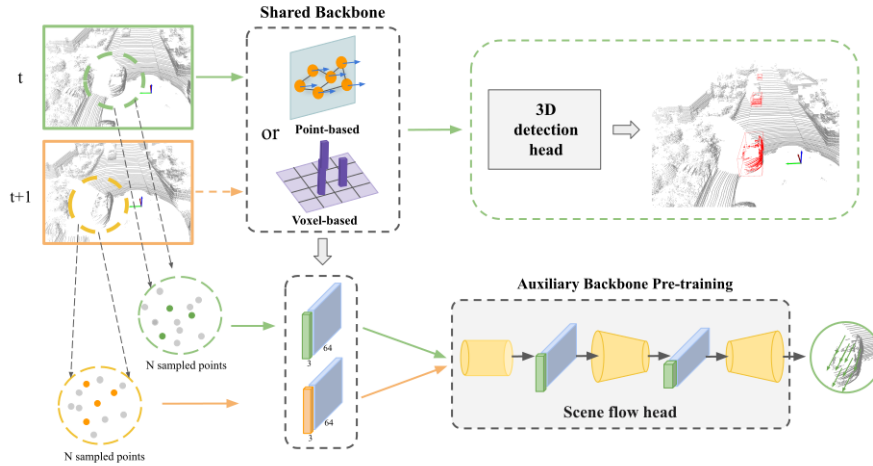 Shared Backbone
t
t+1
or
Point-based
Voxel-based
3D
detection
head
Auxiliary Backbone Pre-training
N sampled points
N sampled points
3
64
3
64
Scene flow head